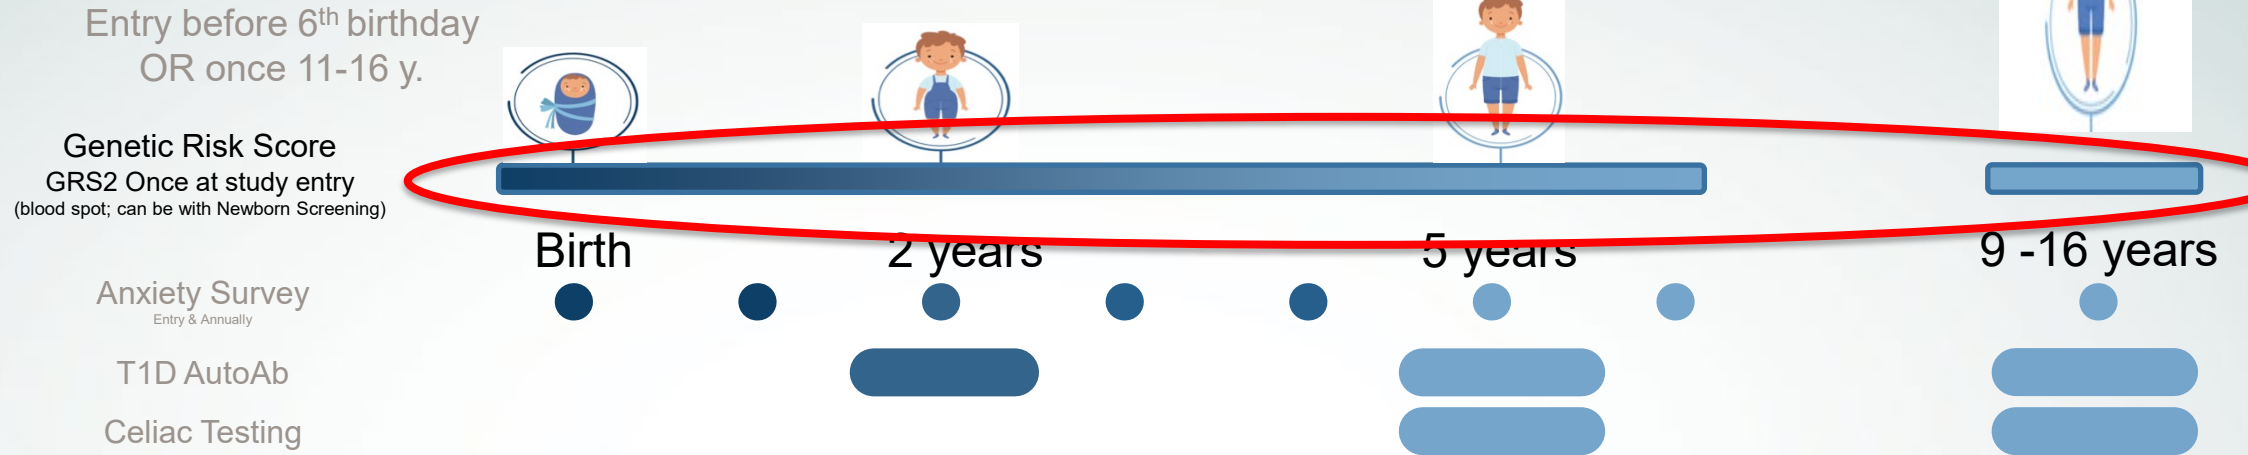 Entry before 6th birthday
OR once 11-16 y.
Genetic Risk Score
GRS2 Once at study entry
(blood spot; can be with Newborn Screening)
Birth 2 years 5 years 9 -16 years
Anxiety Survey
Entry & Annually
T1D AutoAb
Celiac Testing